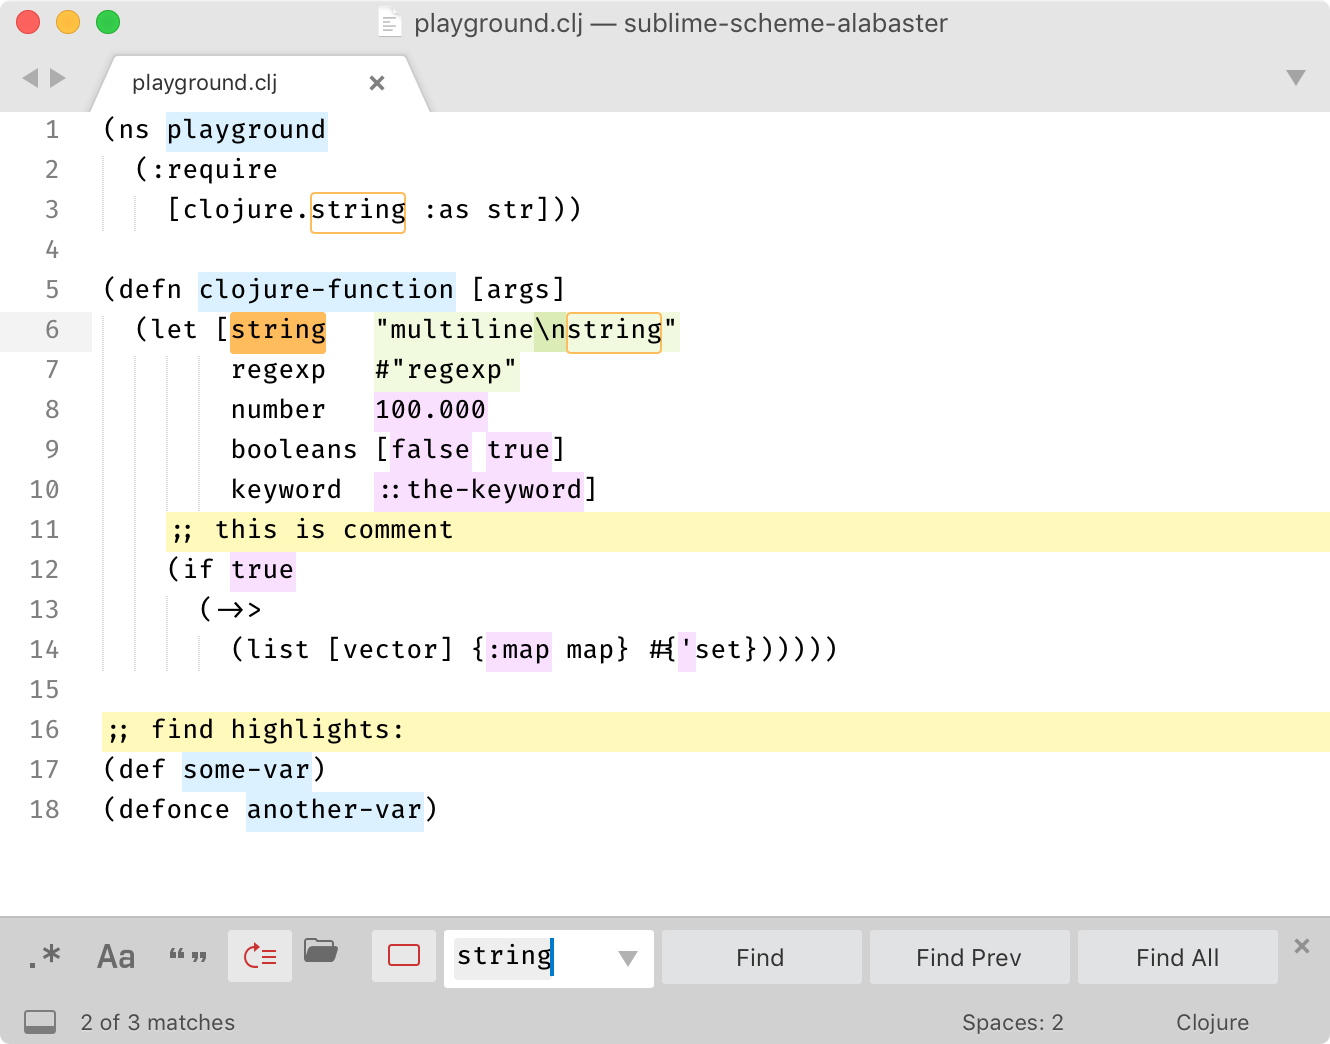 playground.clj — sublime-scheme-alabaster
playground.clj ×
1 (ns playground
2   (:require
3     [clojure.string :as str]))
4
5 (defn clojure-function [args]
6   (let [string   "multiline\nstring"
7         regexp   #"regexp"
8         number   100.000
9         booleans [false true]
10         keyword  ::the-keyword]
11     ;; this is comment
12     (if true
13       (->>
14         (list [vector] {:map map} #{'set})))))
15
16 ;; find highlights:
17 (def some-var)
18 (defonce another-var)
.* Aa “” string Find Find Prev Find All ×
2 of 3 matches Spaces: 2 Clojure